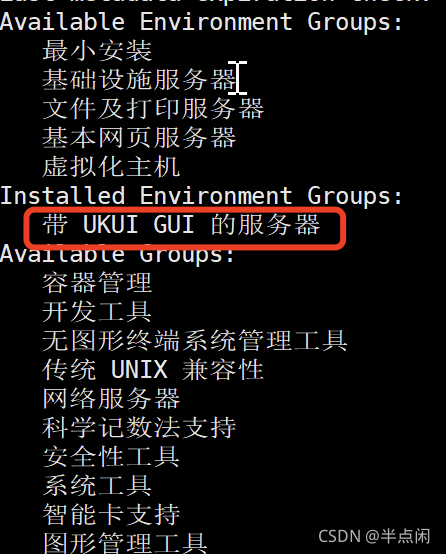 Available Environment Groups:
最小安装
基础设施服务器
文件及打印服务器
基本网页服务器
虚拟化主机
Installed Environment Groups:
带 UKUI GUI 的服务器
Available Groups:
容器管理
开发工具
无图形终端系统管理工具
传统 UNIX 兼容性
网络服务器
科学记数法支持
安全性工具
系统工具
智能卡支持
图形管理工具
CSDN @半点闲